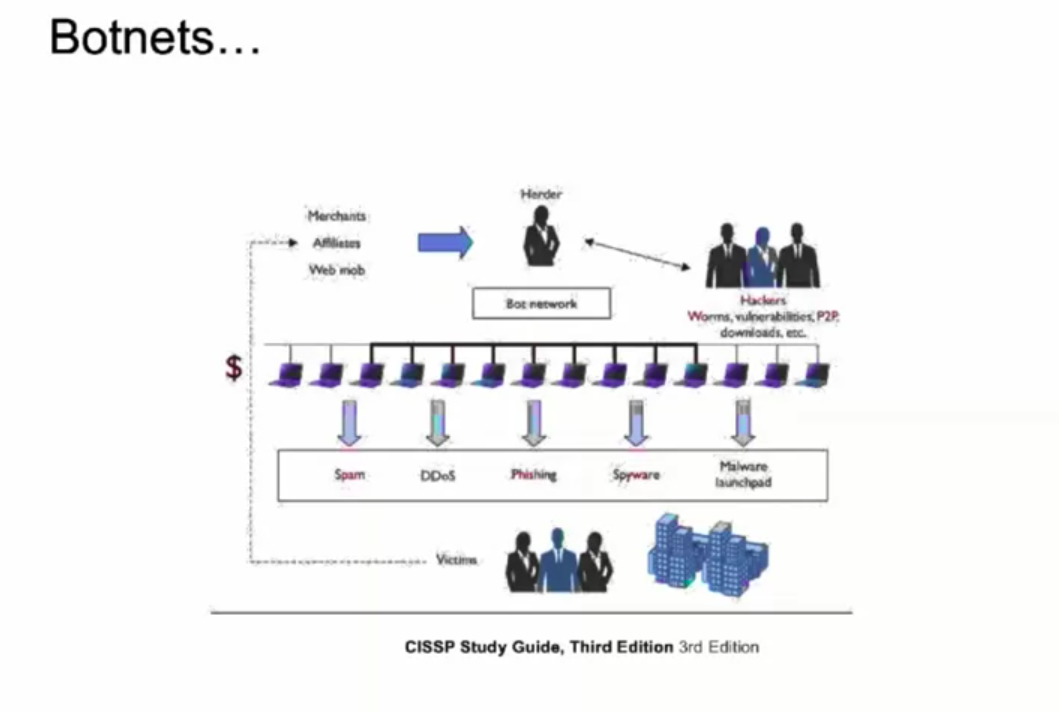 Botnets...
Herder
Merchants
Affiliates
Web mob
Bot network
Hackers
Worms, vulnerabilities, P2P,
downloads, etc.
$
Spam
DDoS
Phishing
Spyware
Malware
launchpad
Victims
CISSP Study Guide, Third Edition 3rd Edition